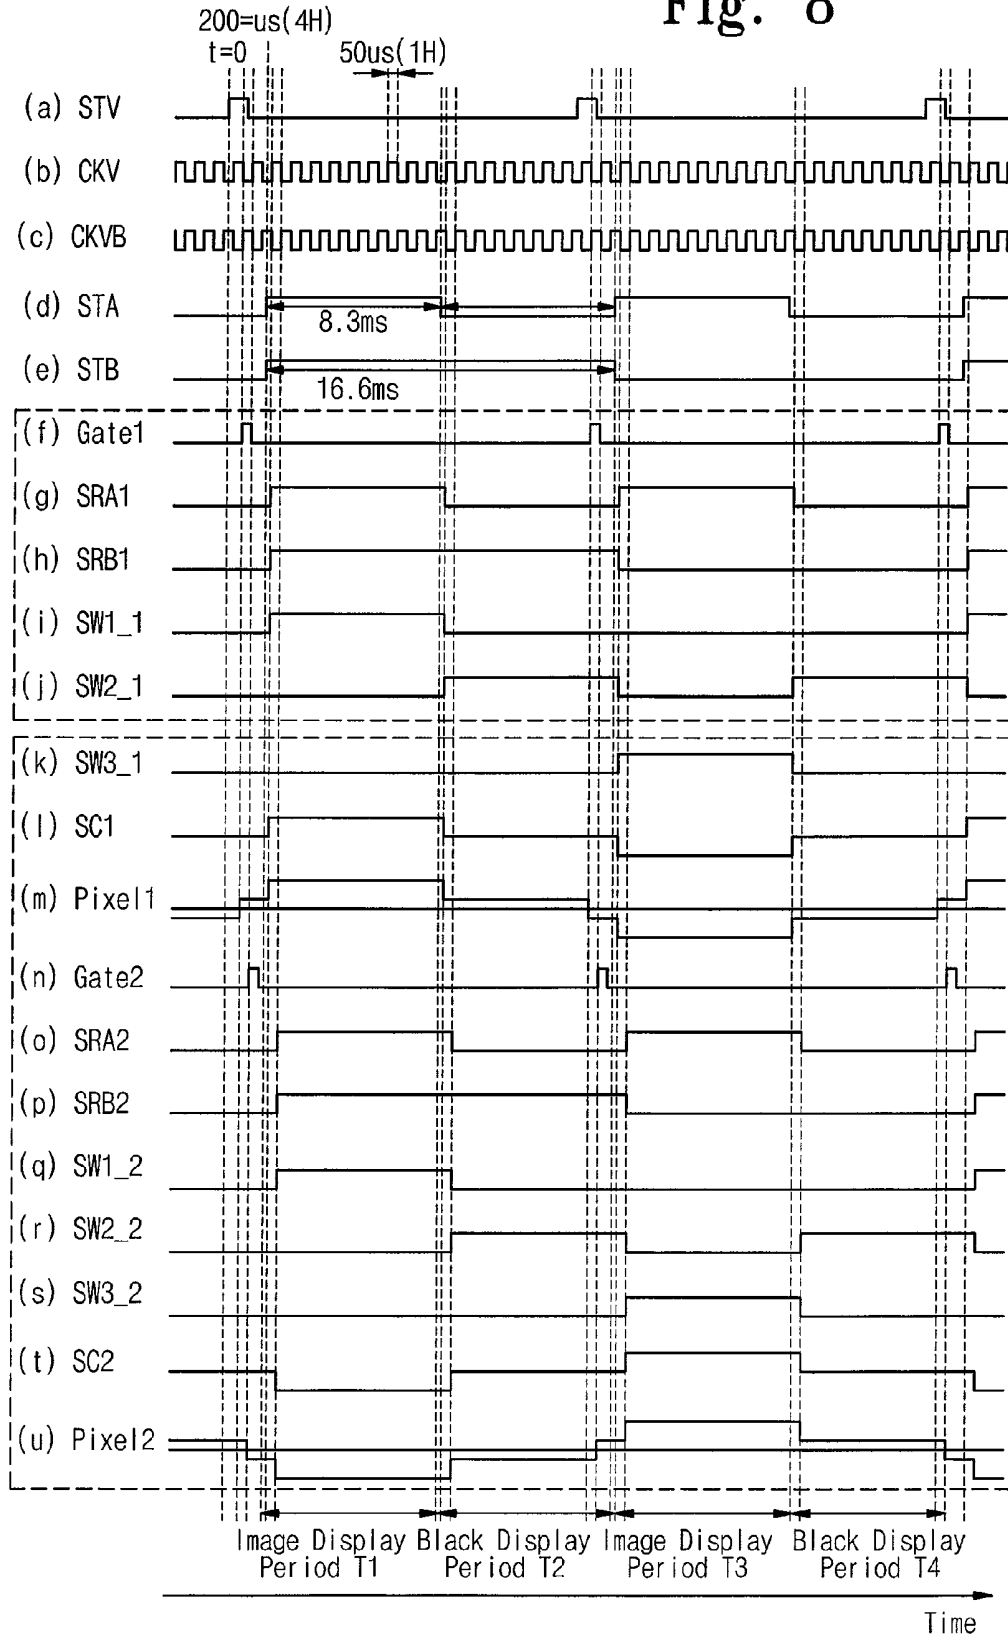 Fig. 8
200=us(4H)
t=0
50us(1H)
(a) STV
(b) CKV
(c) CKVB
(d) STA
8.3ms
(e) STB
16.6ms
(f) Gate1
(g) SRA1
(h) SRB1
(i) SW1_1
(j) SW2_1
(k) SW3_1
(l) SC1
(m) Pixel1
(n) Gate2
(o) SRA2
(p) SRB2
(q) SW1_2
(r) SW2_2
(s) SW3_2
(t) SC2
(u) Pixel2
Image Display Black Display Image Display Black Display
Period T1 Period T2 Period T3 Period T4
Time